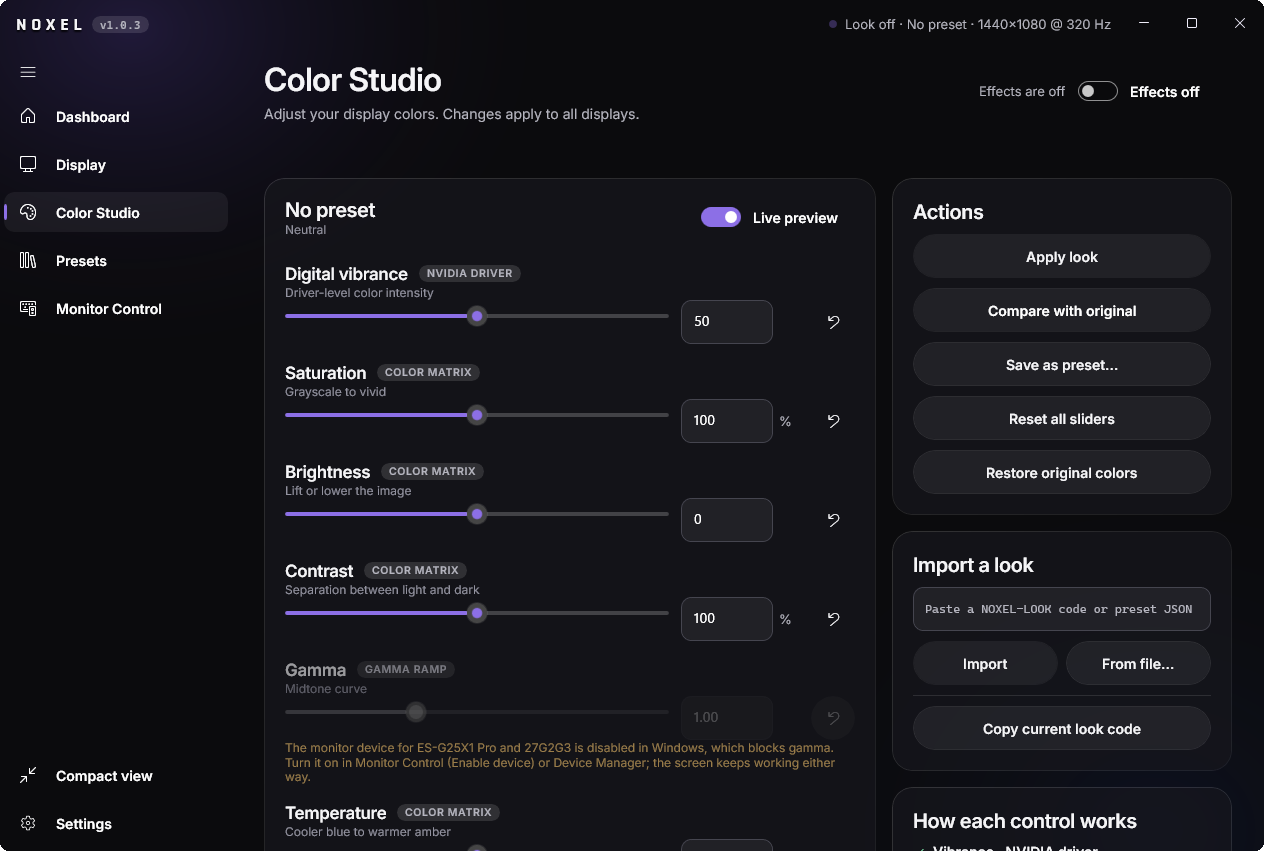 NOXEL v1.0.3
Look off · No preset · 1440×1080 @ 320 Hz
Dashboard
Display
Color Studio
Presets
Monitor Control
Compact view
Settings
Color Studio
Adjust your display colors. Changes apply to all displays.
Effects are off
Effects off
No preset
Neutral
Live preview
Digital vibrance NVIDIA DRIVER
Driver-level color intensity
50
Saturation COLOR MATRIX
Grayscale to vivid
100 %
Brightness COLOR MATRIX
Lift or lower the image
0
Contrast COLOR MATRIX
Separation between light and dark
100 %
Gamma GAMMA RAMP
Midtone curve
1.00
The monitor device for ES-G25X1 Pro and 27G2G3 is disabled in Windows, which blocks gamma.
Turn it on in Monitor Control (Enable device) or Device Manager; the screen keeps working either
way.
Temperature COLOR MATRIX
Cooler blue to warmer amber
Actions
Apply look
Compare with original
Save as preset...
Reset all sliders
Restore original colors
Import a look
Paste a NOXEL-LOOK code or preset JSON
Import
From file...
Copy current look code
How each control works
Vibrance · NVIDIA driver